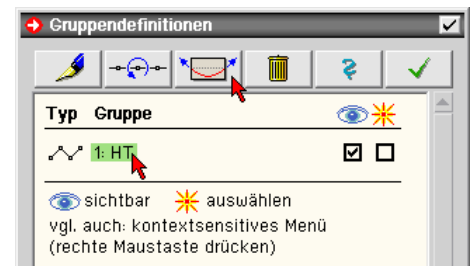 Gruppendefinitionen
Typ Gruppe
1: HT
sichtbar auswählen
vgl. auch: kontextsensitives Menü
(rechte Maustaste drücken)